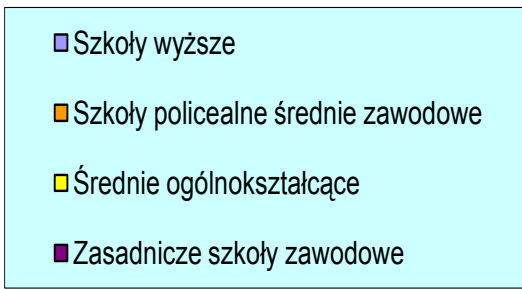 Szkoły wyższe
Szkoły policealne średnie zawodowe
Średnie ogólnokształcące
Zasadnicze szkoły zawodowe